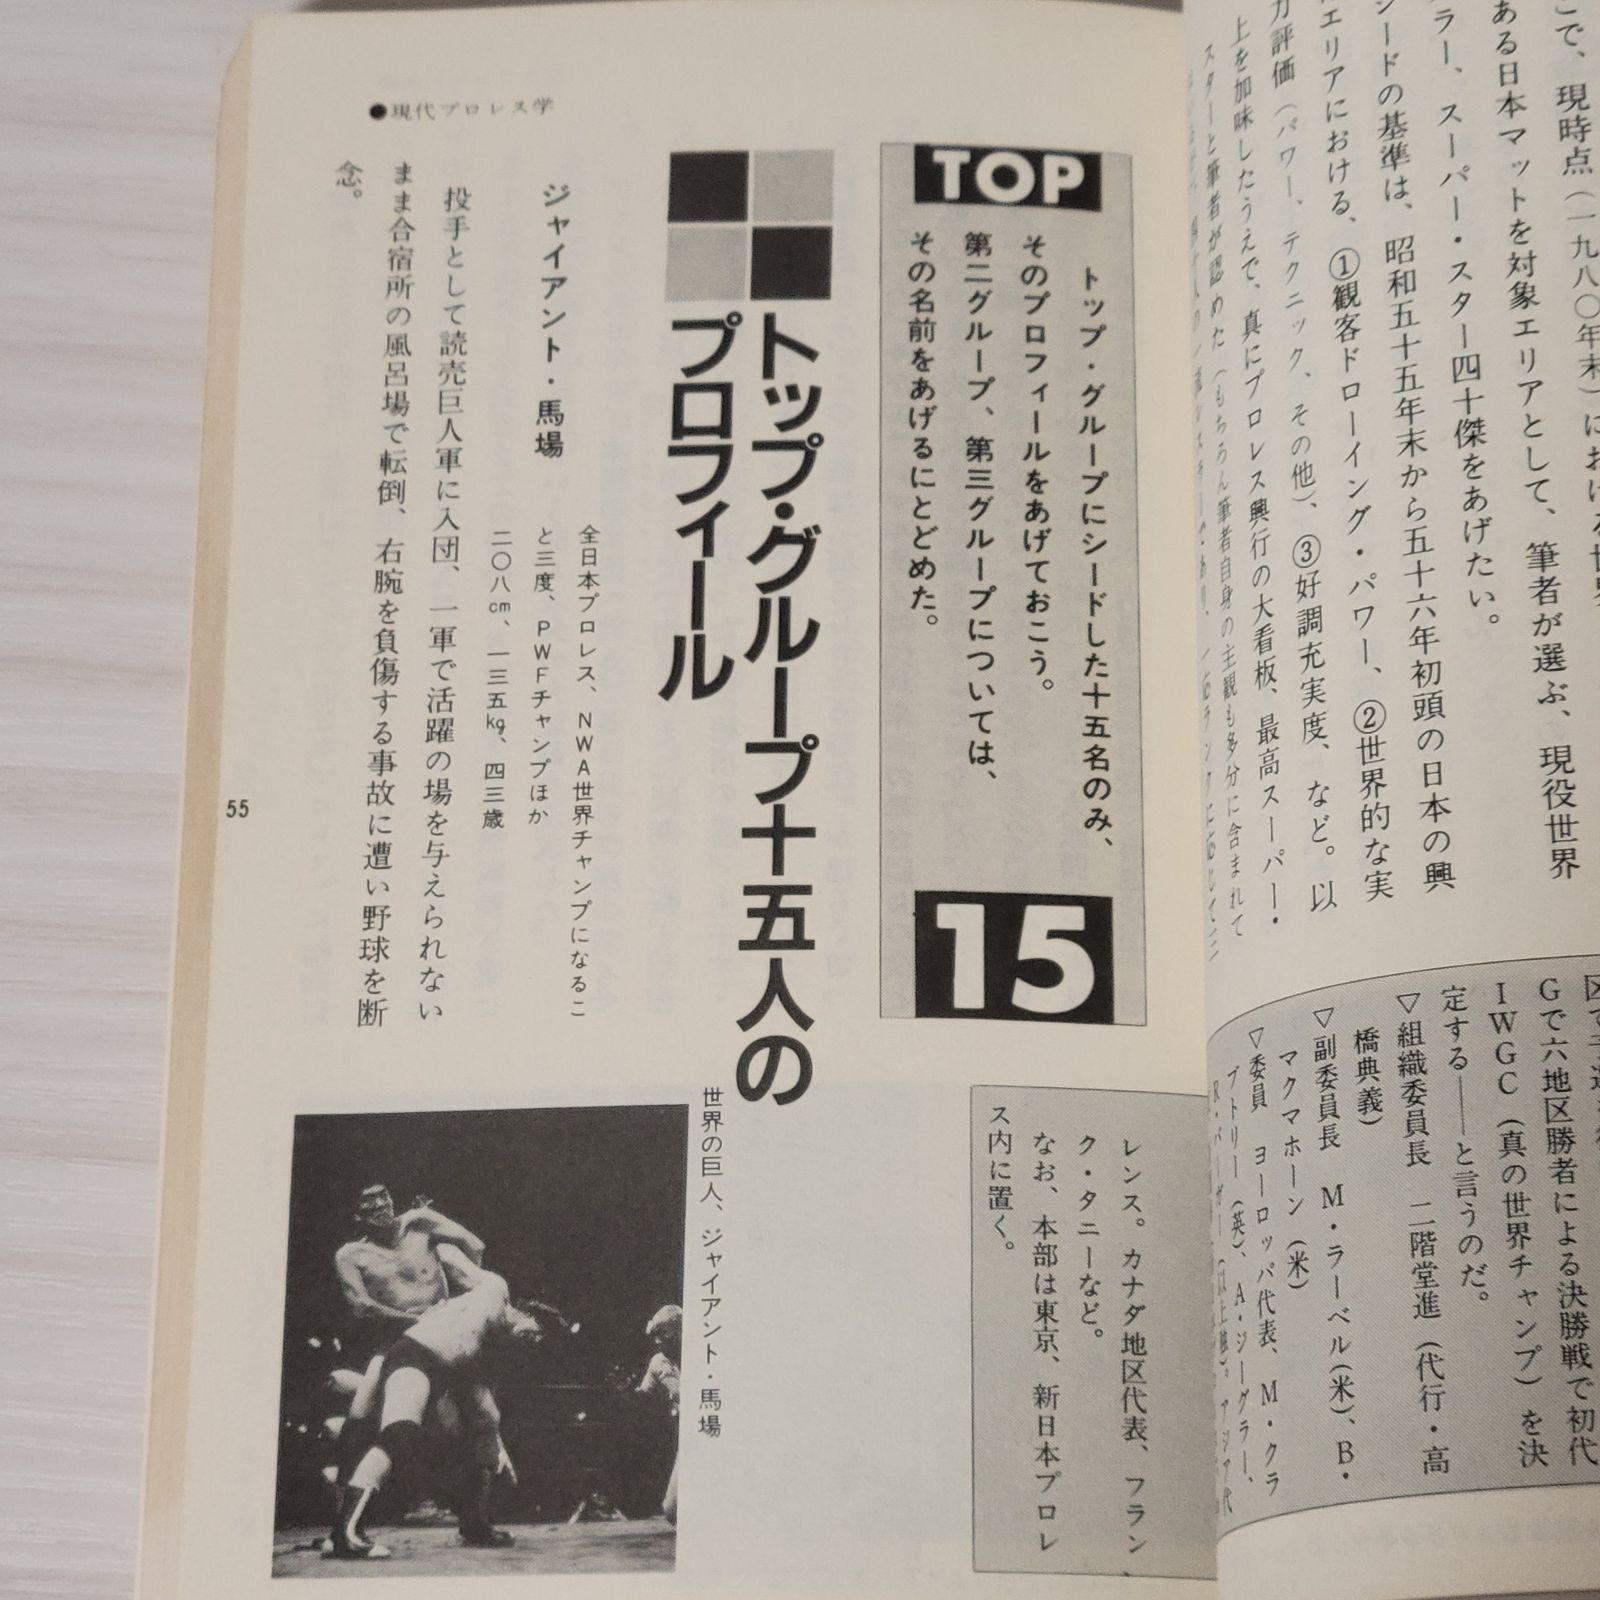 こで、現時点(一九八〇年末)における世界
ある日本マットを対象エリアとして、筆者が選ぶ、現役世界
ラー、スーパー・スター四十傑をあげたい。
シードの基準は、昭和五十五年末から五十六年初頭の日本の興
エリアにおける、①観客ドローイング・パワー、②世界的な実
力評価(パワー、テクニック、その他)、③好調充実度、など。以
上を加味したうえで、真にプロレス興行の大看板、最高スーパー・
スターと筆者が認めた(もちろん筆者自身の主観も多分に含まれて
Gで六地区勝者による決勝戦で初代
IWGC(真の世界チャンプ)を決
定する——と言うのだ。
▽組織委員長 二階堂進(代行・高
橋典義)
▽副委員長 M・ラーベル(米)、B・
マクマホーン(米)
▽委員 ヨーロッパ代表、M・クラ
ブトリー(英)、A・ジーグラー、
レンス。カナダ地区代表、フラン
ク・タニーなど。
なお、本部は東京、新日本プロレ
ス内に置く。
TOP
トップ・グループにシードした十五名のみ、
そのプロフィールをあげておこう。
第二グループ、第三グループについては、
その名前をあげるにとどめた。
15
トップ・グループ十五人の
プロフィール
ジャイアント・馬場
全日本プロレス、NWA世界チャンプになるこ
と三度、PWFチャンプほか
二〇八cm、一三五kg、四三歳
投手として読売巨人軍に入団、一軍で活躍の場を与えられない
まま合宿所の風呂場で転倒、右腕を負傷する事故に遭い野球を断
念。
世界の巨人、ジャイアント・馬場
●現代プロレス学
55